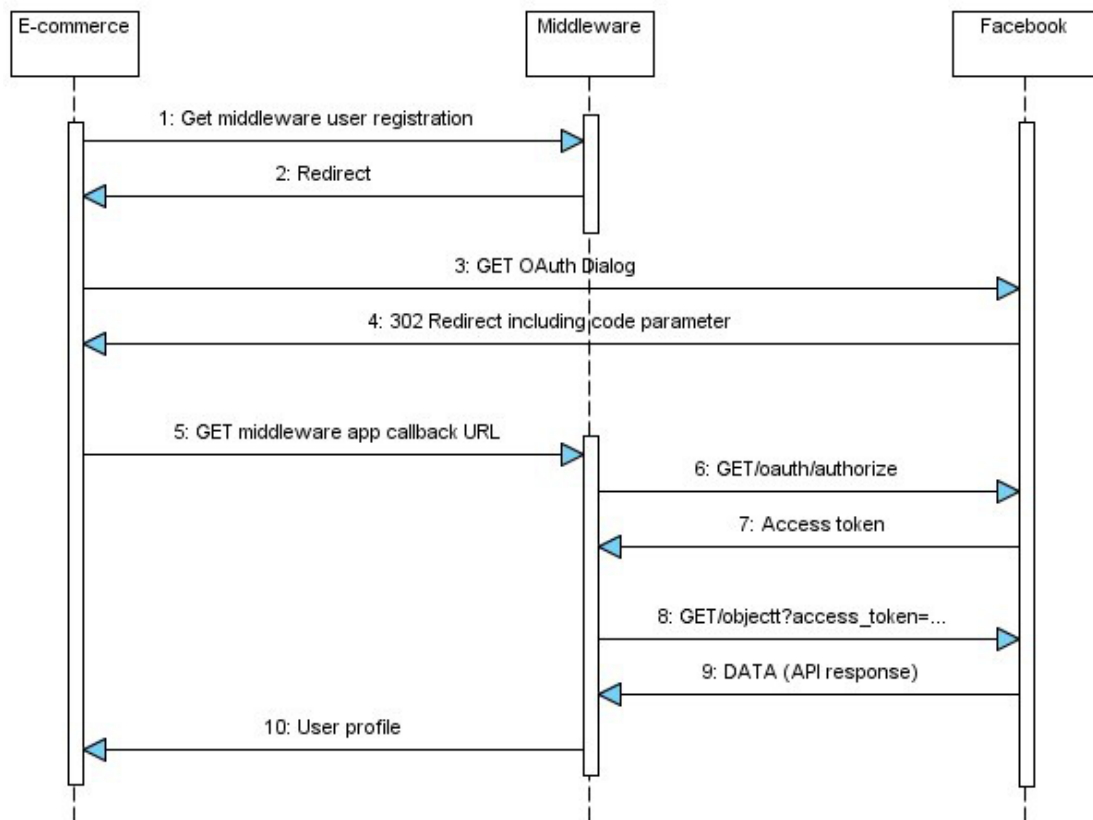 E-commerce
Middleware
Facebook
1: Get middleware user registration
2: Redirect
3: GET OAuth Dialog
4: 302 Redirect including code parameter
5: GET middleware app callback URL
6: GET/oauth/authorize
7: Access token
8: GET/objectt?access_token=...
9: DATA (API response)
10: User profile